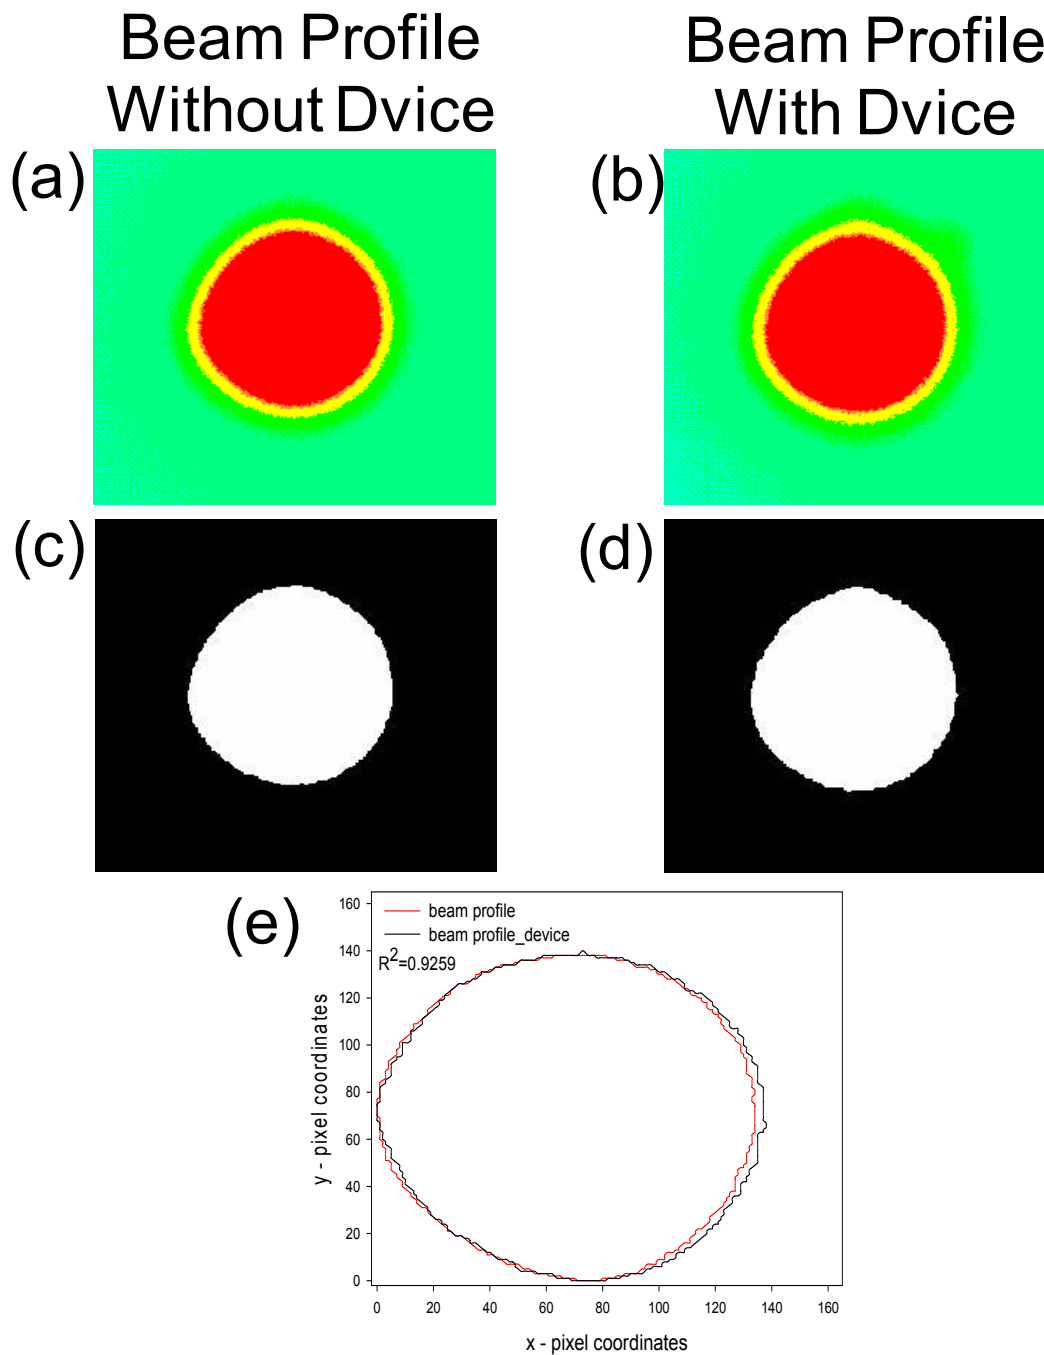 Beam Profile
Without Dvice
Beam Profile
With Dvice
(a)
(b)
(c)
(d)
(e)
beam profile
beam profile_device
R²=0.9259
160
140
120
100
80
60
40
20
0
y - pixel coordinates
0 20 40 60 80 100 120 140 160
x - pixel coordinates